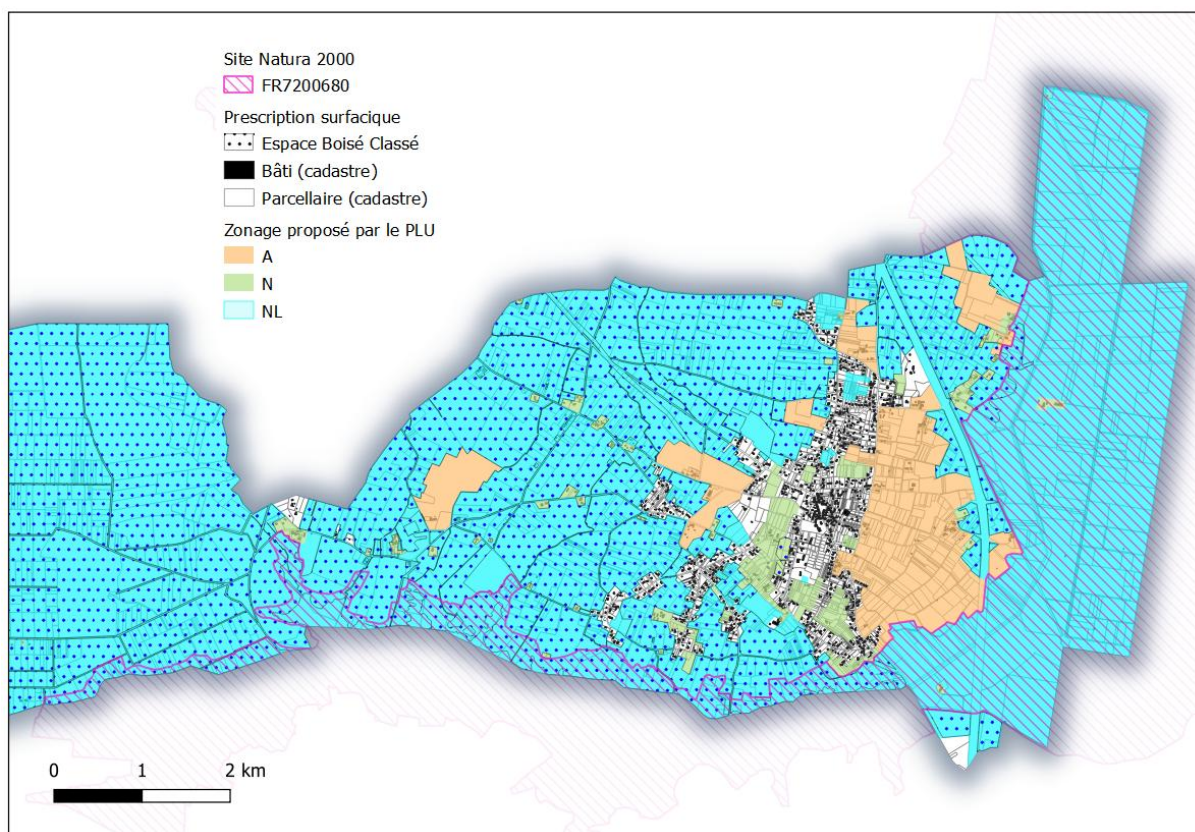 Site Natura 2000
FR7200680
Prescription surfacique
Espace Boisé Classé
Bâti (cadastre)
Parcellaire (cadastre)
Zonage proposé par le PLU
A
N
NL
0 1 2 km